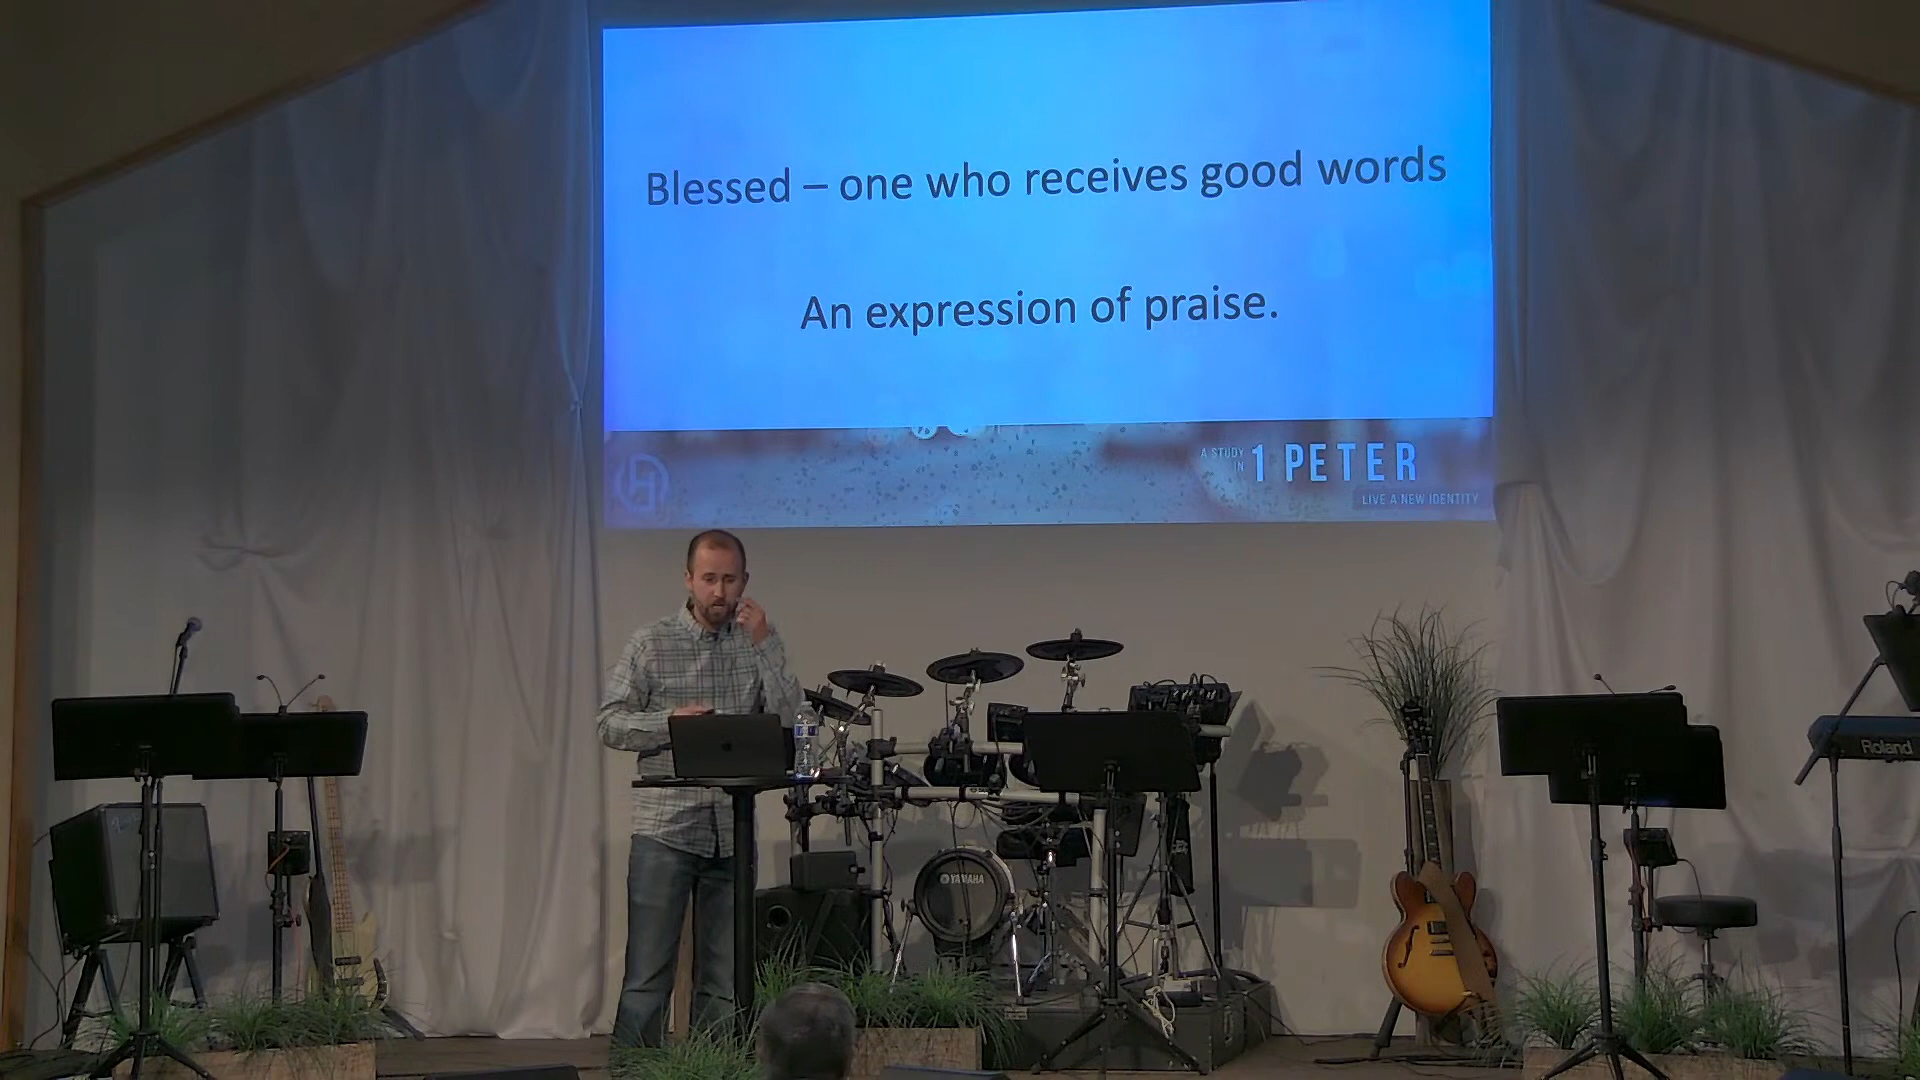 Blessed – one who receives good words
An expression of praise.
A STUDY
IN
1 PETER
LIVE A NEW IDENTITY
Roland
YAMAHA